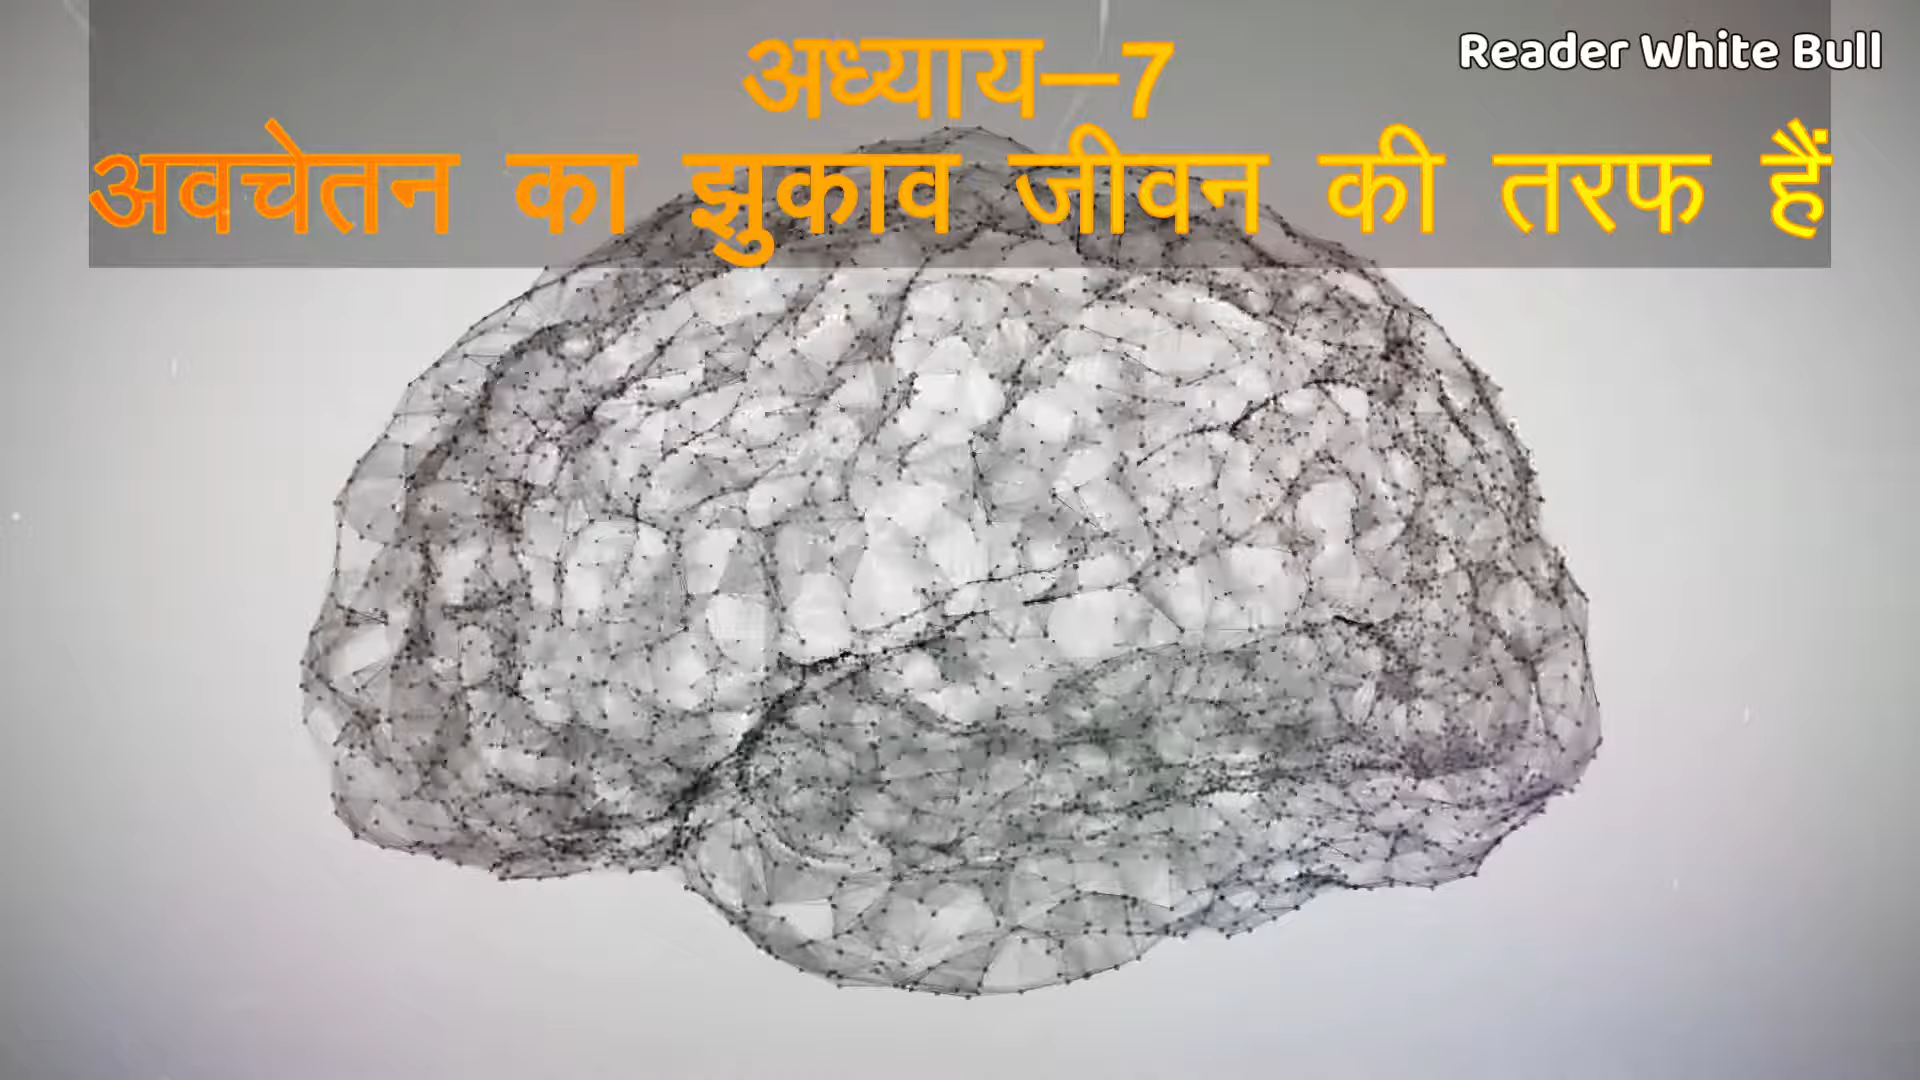 Reader White Bull
अध्याय—7
अवचेतन का झुकाव जीवन की तरफ हैं